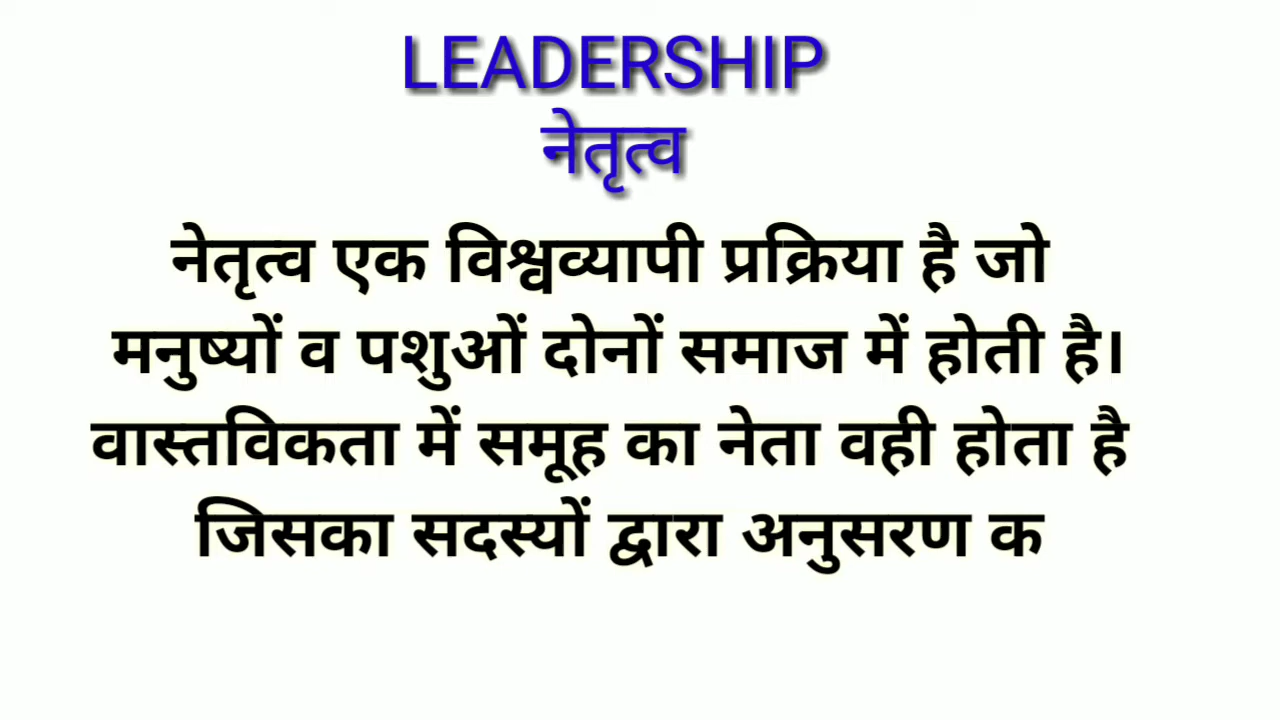 LEADERSHIP
नेतृत्व
नेतृत्व एक विश्वव्यापी प्रक्रिया है जो
मनुष्यों व पशुओं दोनों समाज में होती है।
वास्तविकता में समूह का नेता वही होता है
जिसका सदस्यों द्वारा अनुसरण क